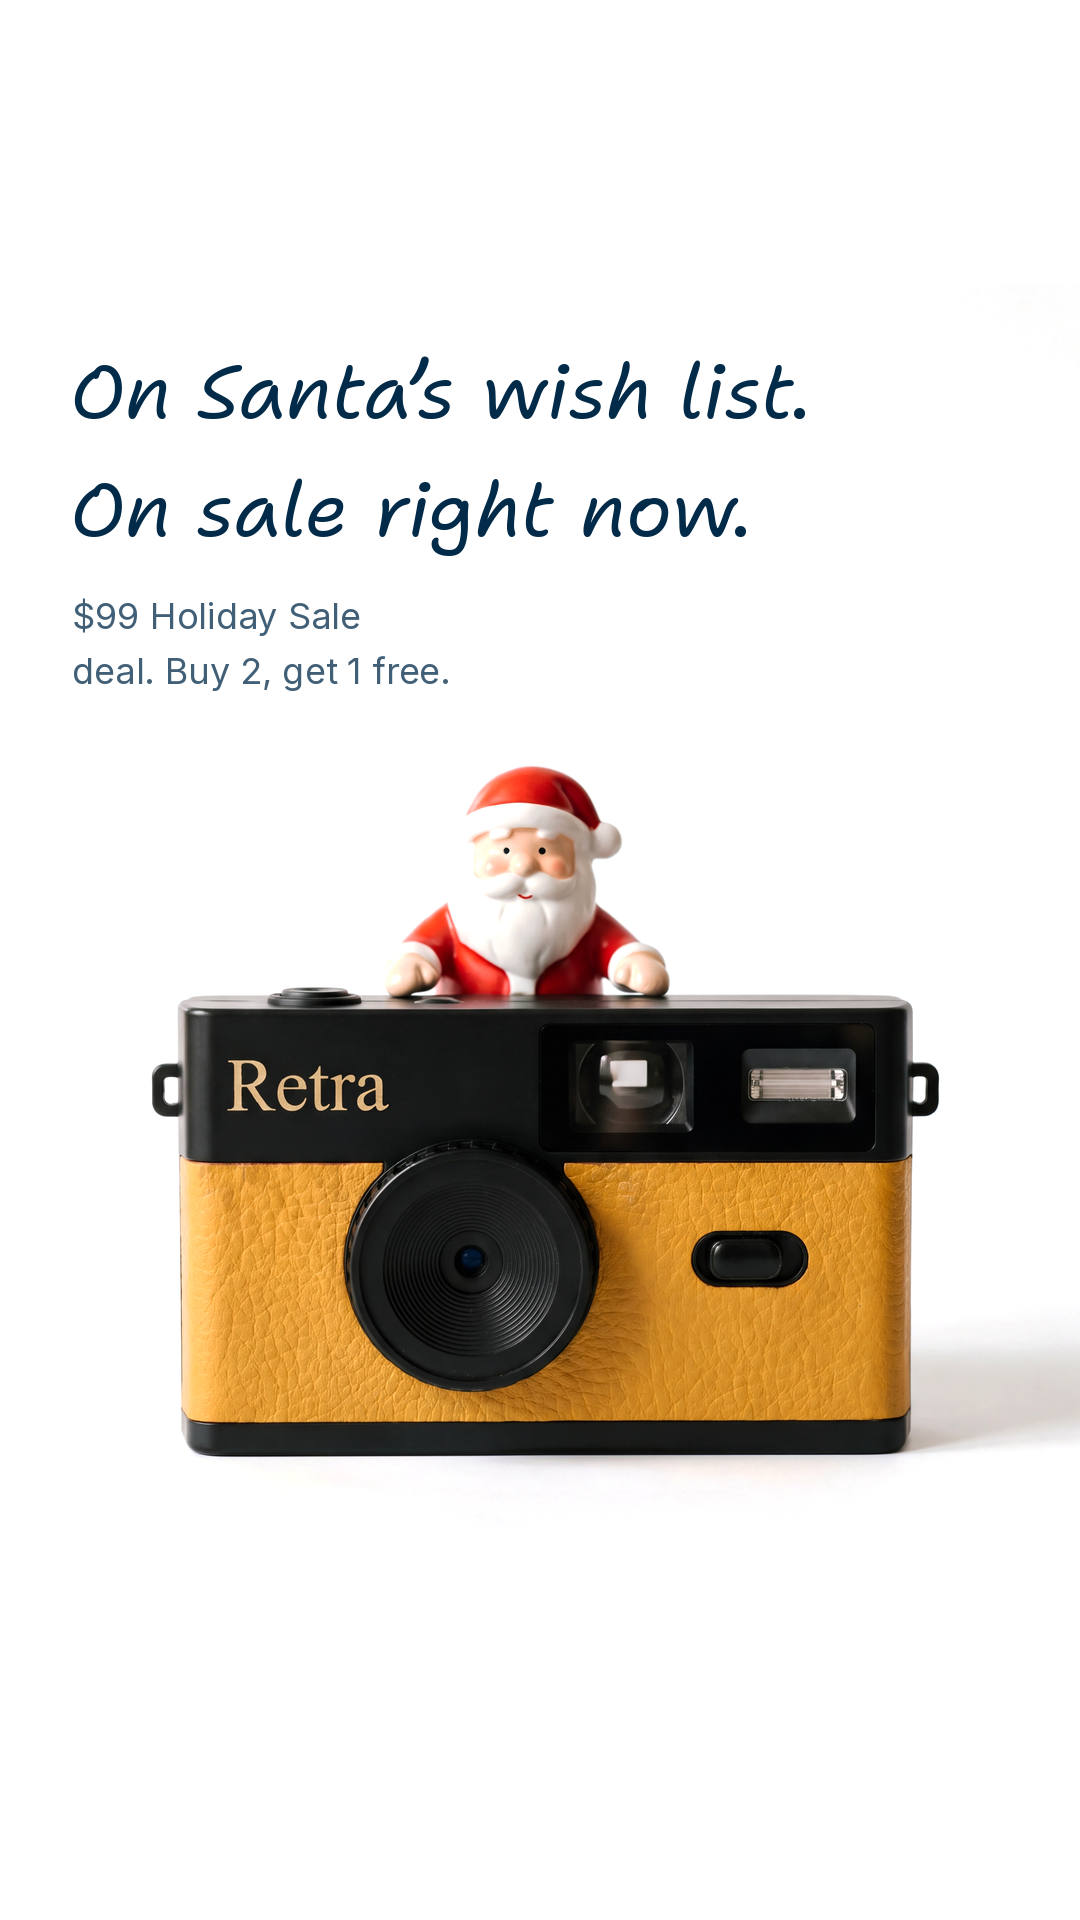 On Santa’s wish list.
On sale right now.
$99 Holiday Sale
deal. Buy 2, get 1 free.
Retra